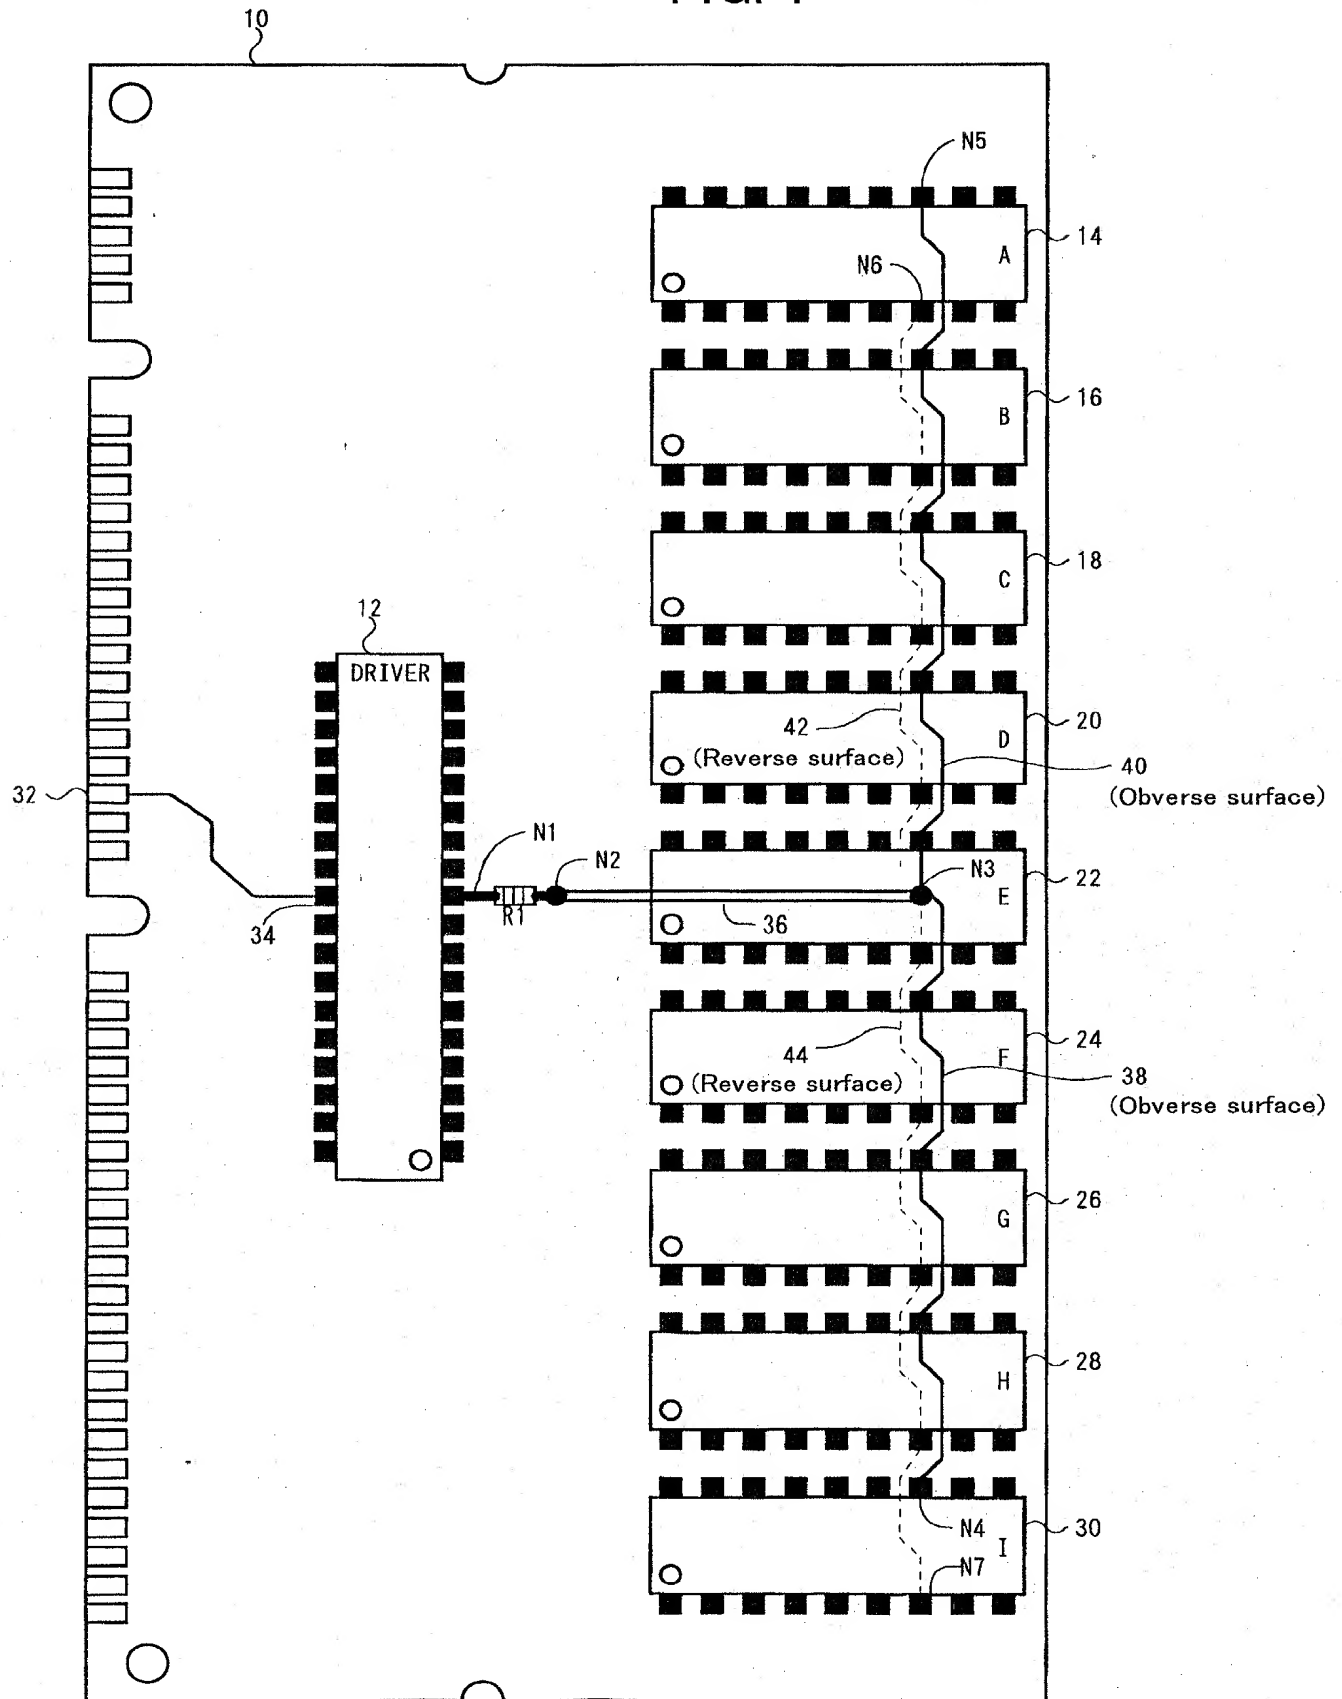 10
N5
14
A
N6
16
B
18
C
12
DRIVER
20
42
D
(Reverse surface)
40
32
(Obverse surface)
N1
N2
N3
22
E
R1
36
34
24
44
F
38
(Reverse surface)
(Obverse surface)
26
G
28
H
N4
30
I
N7